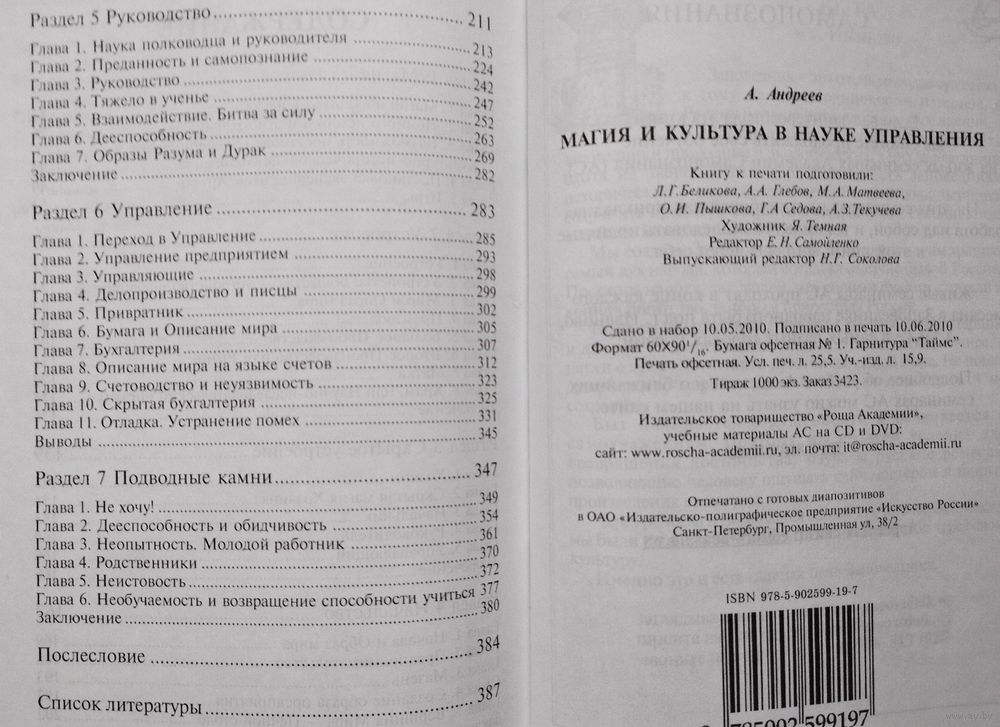 Раздел 5 Руководство 211
Глава 1. Наука полководца и руководителя 213
Глава 2. Преданность и самопознание 224
Глава 3. Руководство 242
Глава 4. Тяжело в ученье 247
Глава 5. Взаимодействие. Битва за силу 252
Глава 6. Дееспособность 263
Глава 7. Образы Разума и Дурак 269
Заключение 282
Раздел 6 Управление 283
Глава 1. Переход в Управление 285
Глава 2. Управление предприятием 293
Глава 3. Управляющие 298
Глава 4. Делопроизводство и писцы 299
Глава 5. Привратник 302
Глава 6. Бумага и Описание мира 305
Глава 7. Бухгалтерия 307
Глава 8. Описание мира на языке счетов 312
Глава 9. Счетоводство и неуязвимость 323
Глава 10. Скрытая бухгалтерия 325
Глава 11. Отладка. Устранение помех 331
Выводы 345
Раздел 7 Подводные камни 347
Глава 1. Не хочу! 349
Глава 2. Дееспособность и обидчивость 354
Глава 3. Неопытность. Молодой работник 361
Глава 4. Родственники 370
Глава 5. Неистовость 372
Глава 6. Необучаемость и возвращение способности учиться 377
Заключение 380
Послесловие 384
Список литературы 387
А. Андреев
МАГИЯ И КУЛЬТУРА В НАУКЕ УПРАВЛЕНИЯ
Книгу к печати подготовили:
Л.Г. Беликова, А.А. Глебов, М.А. Матвеева,
О.И. Пышкова, Г.А Седова, А.З.Текучева
Художник Я. Темная
Редактор Е.Н. Самойленко
Выпускающий редактор Н.Г. Соколова
Сдано в набор 10.05.2010. Подписано в печать 10.06.2010
Формат 60X90¹/₁₆. Бумага офсетная № 1. Гарнитура "Таймс".
Печать офсетная. Усл. печ. л. 25,5. Уч.-изд. л. 15,9.
Тираж 1000 экз. Заказ 3423.
Издательское товарищество «Роща Академии»,
учебные материалы АС на CD и DVD:
сайт: www.roscha-academii.ru, эл. почта: it@roscha-academii.ru
Отпечатано с готовых диапозитивов
в ОАО «Издательско-полиграфическое предприятие «Искусство России»
Санкт-Петербург, Промышленная ул, 38/2
ISBN 978-5-902599-19-7
9 785902 599197